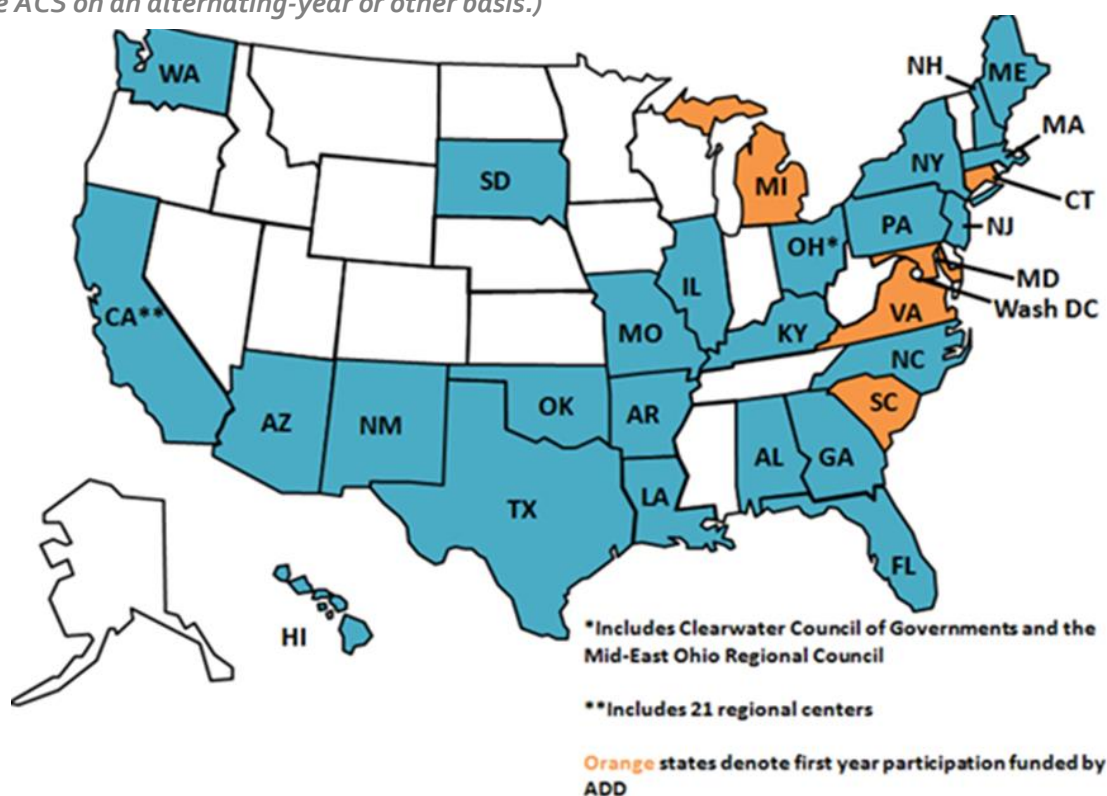 e ACS on an alternating-year or other basis.)
WA
NH
ME
MA
SD
NY
MI
CT
PA
NJ
OH*
IL
MD
CA**
Wash DC
VA
MO
KY
NC
OK
SC
AZ
NM
AR
AL
GA
LA
TX
FL
HI
*Includes Clearwater Council of Governments and the
Mid-East Ohio Regional Council
**Includes 21 regional centers
Orange states denote first year participation funded by
ADD